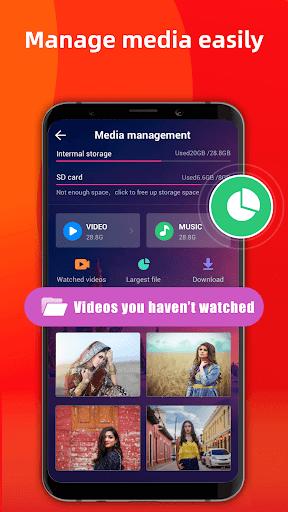 Manage media easily
Media management
Internal storage Used20GB /28.8GB
SD card Used6.6GB /8G
Not enough space, click to free up storage space
VIDEO
28.8G
MUSIC
28.8G
Watched videos Largest file Download
Videos you haven't watched